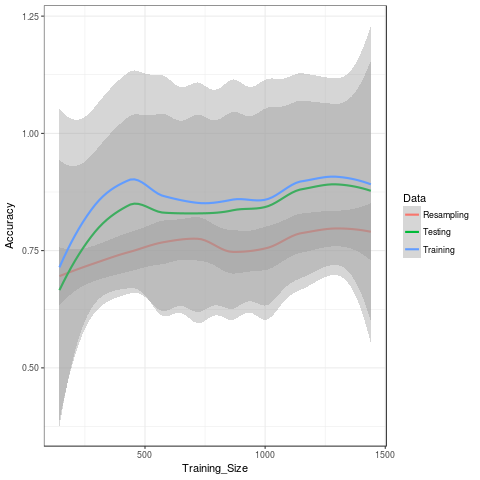 1.25
1.00
0.75
0.50
Accuracy
500
1000
1500
Training_Size
Data
Resampling
Testing
Training